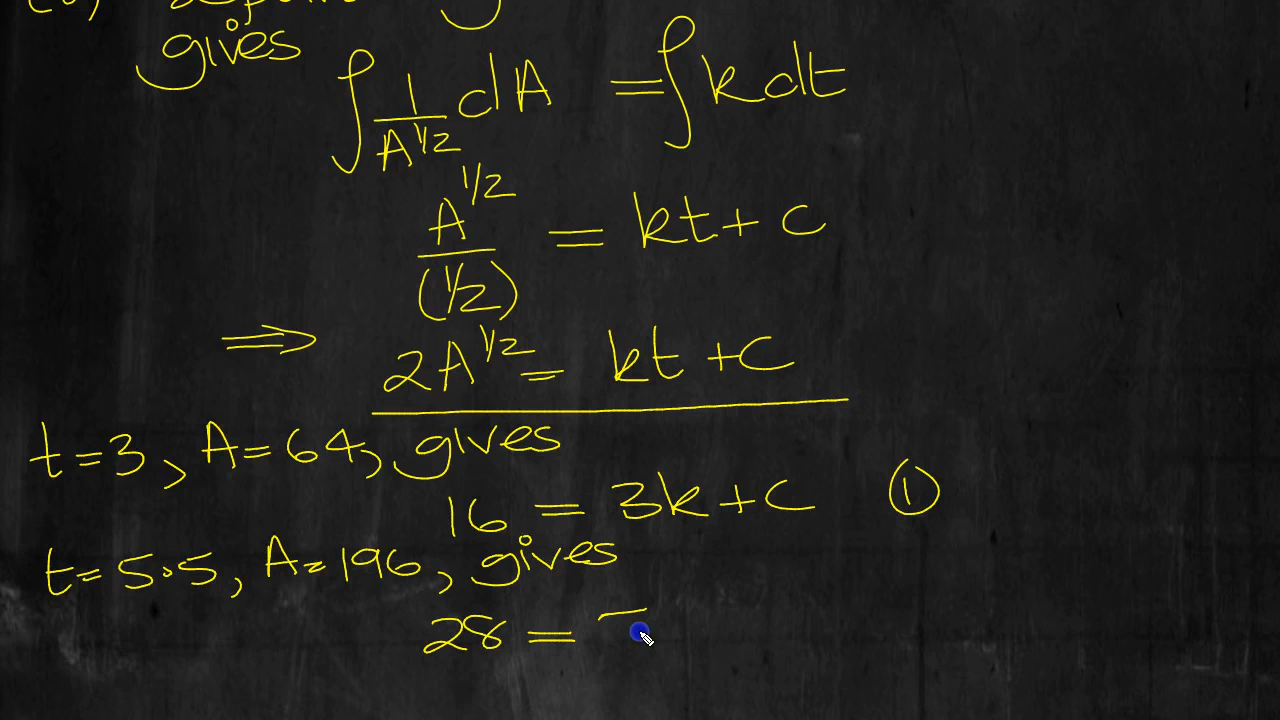 gives
∫ 1/A^1/2 dA = ∫ k dt
A^1/2/(1/2) = kt + c
⇒ 2A^1/2 = kt + c
t = 3, A = 64, gives
16 = 3k + c ①
t = 5.5, A = 196, gives
28 =